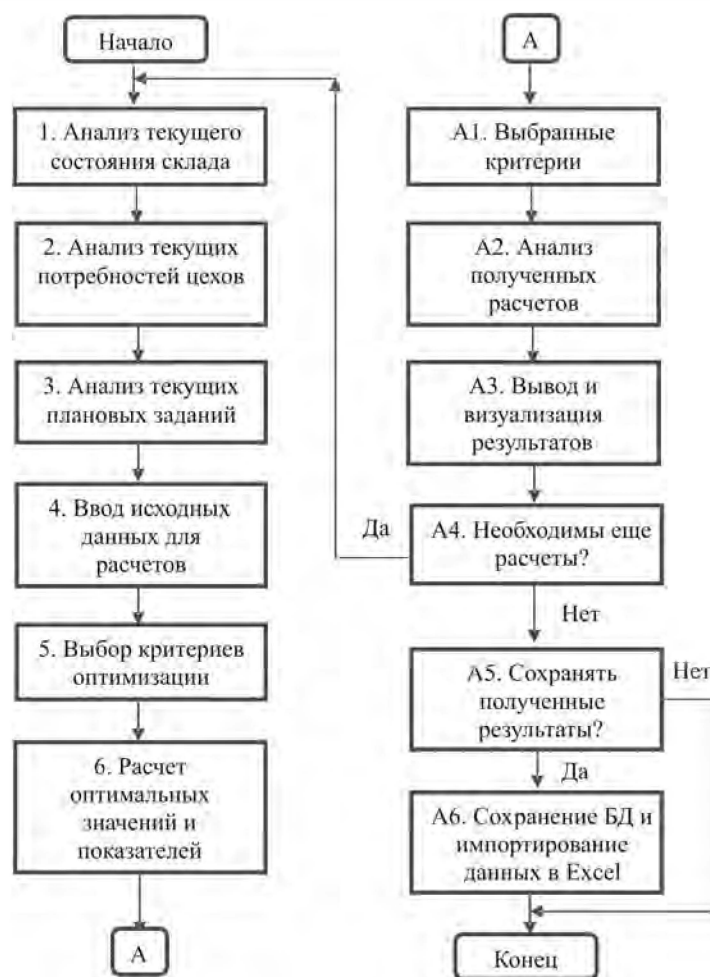 Начало
1. Анализ текущего
состояния склада
2. Анализ текущих
потребностей цехов
3. Анализ текущих
плановых заданий
4. Ввод исходных
данных для
расчетов
5. Выбор критериев
оптимизации
6. Расчет
оптимальных
значений и
показателей
А
А
А1. Выбранные
критерии
А2. Анализ
полученных
расчетов
А3. Вывод и
визуализация
результатов
Да
А4. Необходимы еще
расчеты?
Нет
А5. Сохранять
полученные
результаты?
Нет
Да
А6. Сохранение БД и
импортирование
данных в Excel
Конец